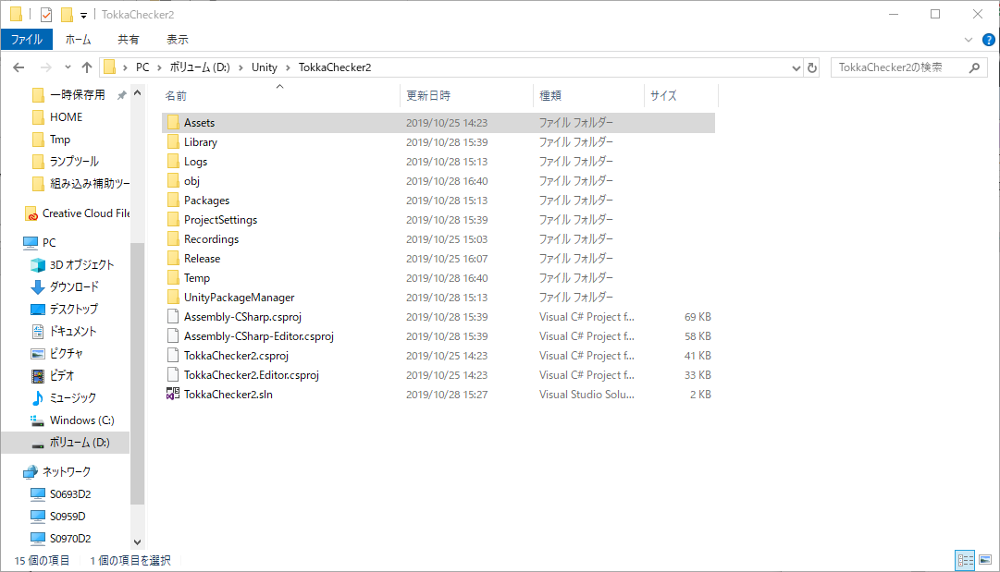 TokkaChecker2
ファイル ホーム 共有 表示
PC › ボリューム (D:) › Unity › TokkaChecker2
TokkaChecker2の検索
一時保存用
HOME
Tmp
ランプツール
組み込み補助ツー
Creative Cloud File
PC
3D オブジェクト
ダウンロード
デスクトップ
ドキュメント
ピクチャ
ビデオ
ミュージック
Windows (C:)
ボリューム (D:)
ネットワーク
S0693D2
S0959D
S0970D2
名前 更新日時 種類 サイズ
Assets 2019/10/25 14:23 ファイル フォルダー
Library 2019/10/28 15:39 ファイル フォルダー
Logs 2019/10/28 15:13 ファイル フォルダー
obj 2019/10/28 16:40 ファイル フォルダー
Packages 2019/10/28 15:13 ファイル フォルダー
ProjectSettings 2019/10/28 15:39 ファイル フォルダー
Recordings 2019/10/25 15:03 ファイル フォルダー
Release 2019/10/25 16:07 ファイル フォルダー
Temp 2019/10/28 16:40 ファイル フォルダー
UnityPackageManager 2019/10/28 15:13 ファイル フォルダー
Assembly-CSharp.csproj 2019/10/28 15:39 Visual C# Project f... 69 KB
Assembly-CSharp-Editor.csproj 2019/10/28 15:39 Visual C# Project f... 58 KB
TokkaChecker2.csproj 2019/10/25 14:23 Visual C# Project f... 41 KB
TokkaChecker2.Editor.csproj 2019/10/25 14:23 Visual C# Project f... 33 KB
TokkaChecker2.sln 2019/10/28 15:27 Visual Studio Solu... 2 KB
15 個の項目 1 個の項目を選択